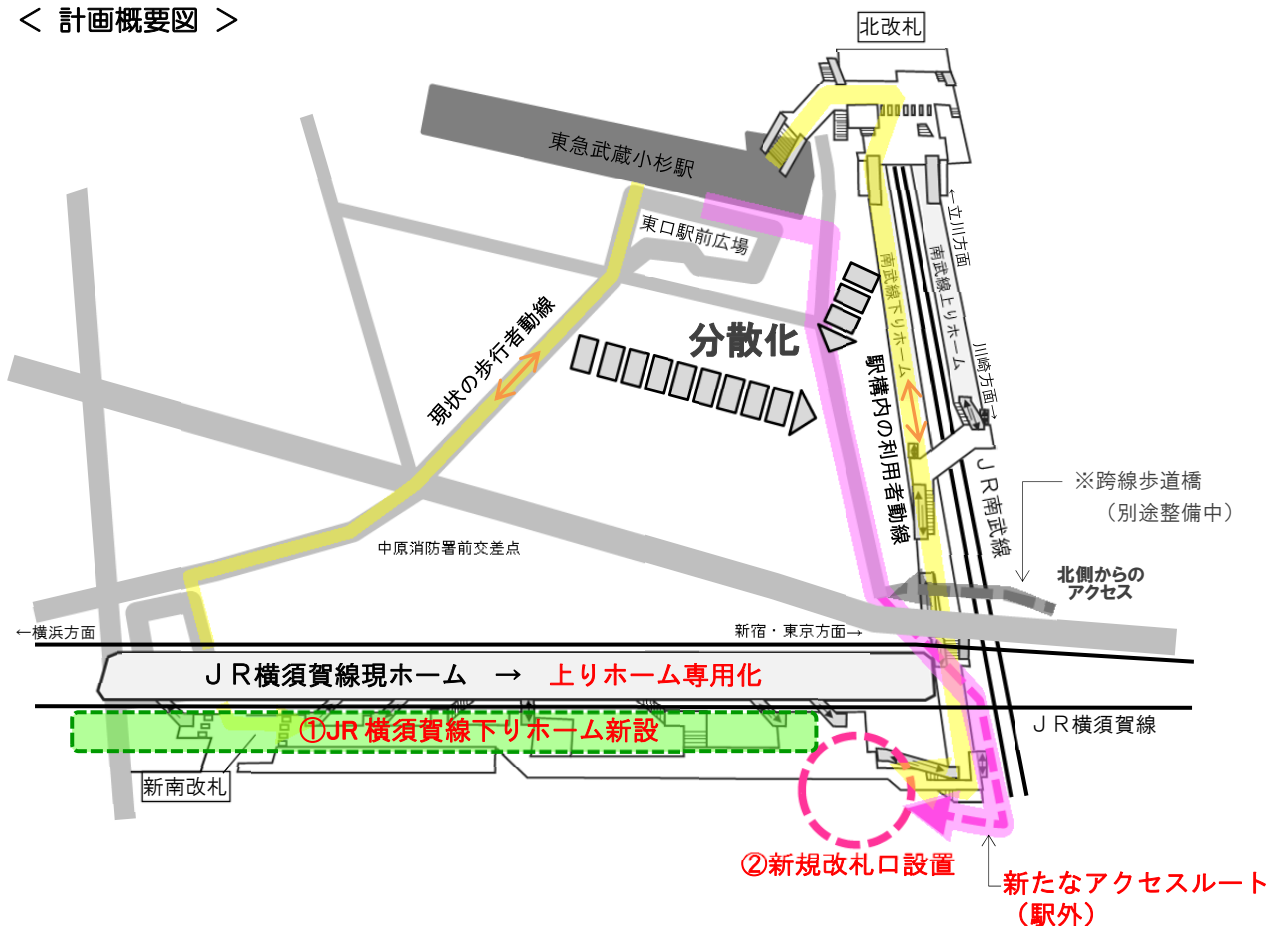 ＜ 計画概要図 ＞
北改札
東急武蔵小杉駅
東口駅前広場
←立川方面
南武線下りホーム
南武線上りホーム
分散化
川崎方面→
現状の歩行者動線
駅構内の利用者動線
ＪＲ南武線
※跨線歩道橋
（別途整備中）
中原消防署前交差点
北側からの
アクセス
←横浜方面
新宿・東京方面→
ＪＲ横須賀線現ホーム → 上りホーム専用化
①JR横須賀線下りホーム新設
ＪＲ横須賀線
新南改札
②新規改札口設置
新たなアクセスルート
（駅外）